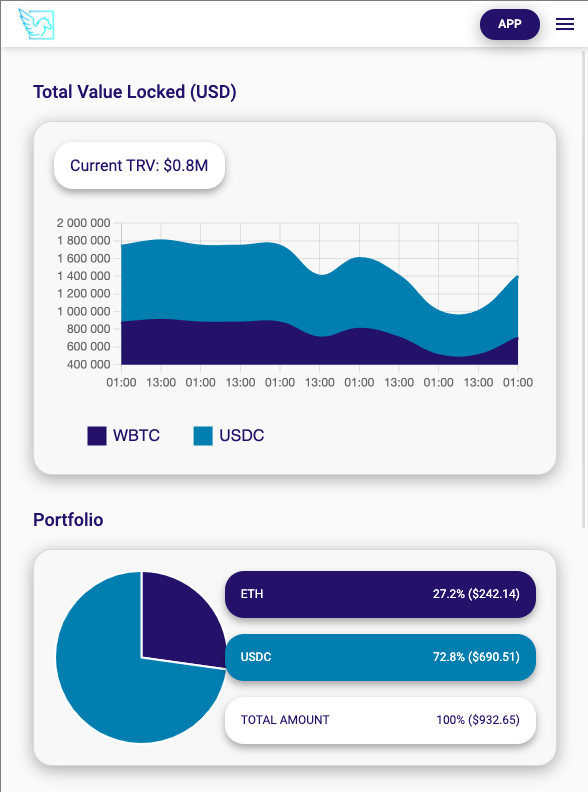 APP
Total Value Locked (USD)
Current TRV: $0.8M
2 000 000
1 800 000
1 600 000
1 400 000
1 200 000
1 000 000
800 000
600 000
400 000
01:00 13:00 01:00 13:00 01:00 13:00 01:00 13:00 01:00 13:00 01:00
WBTC USDC
Portfolio
ETH 27.2% ($242.14)
USDC 72.8% ($690.51)
TOTAL AMOUNT 100% ($932.65)